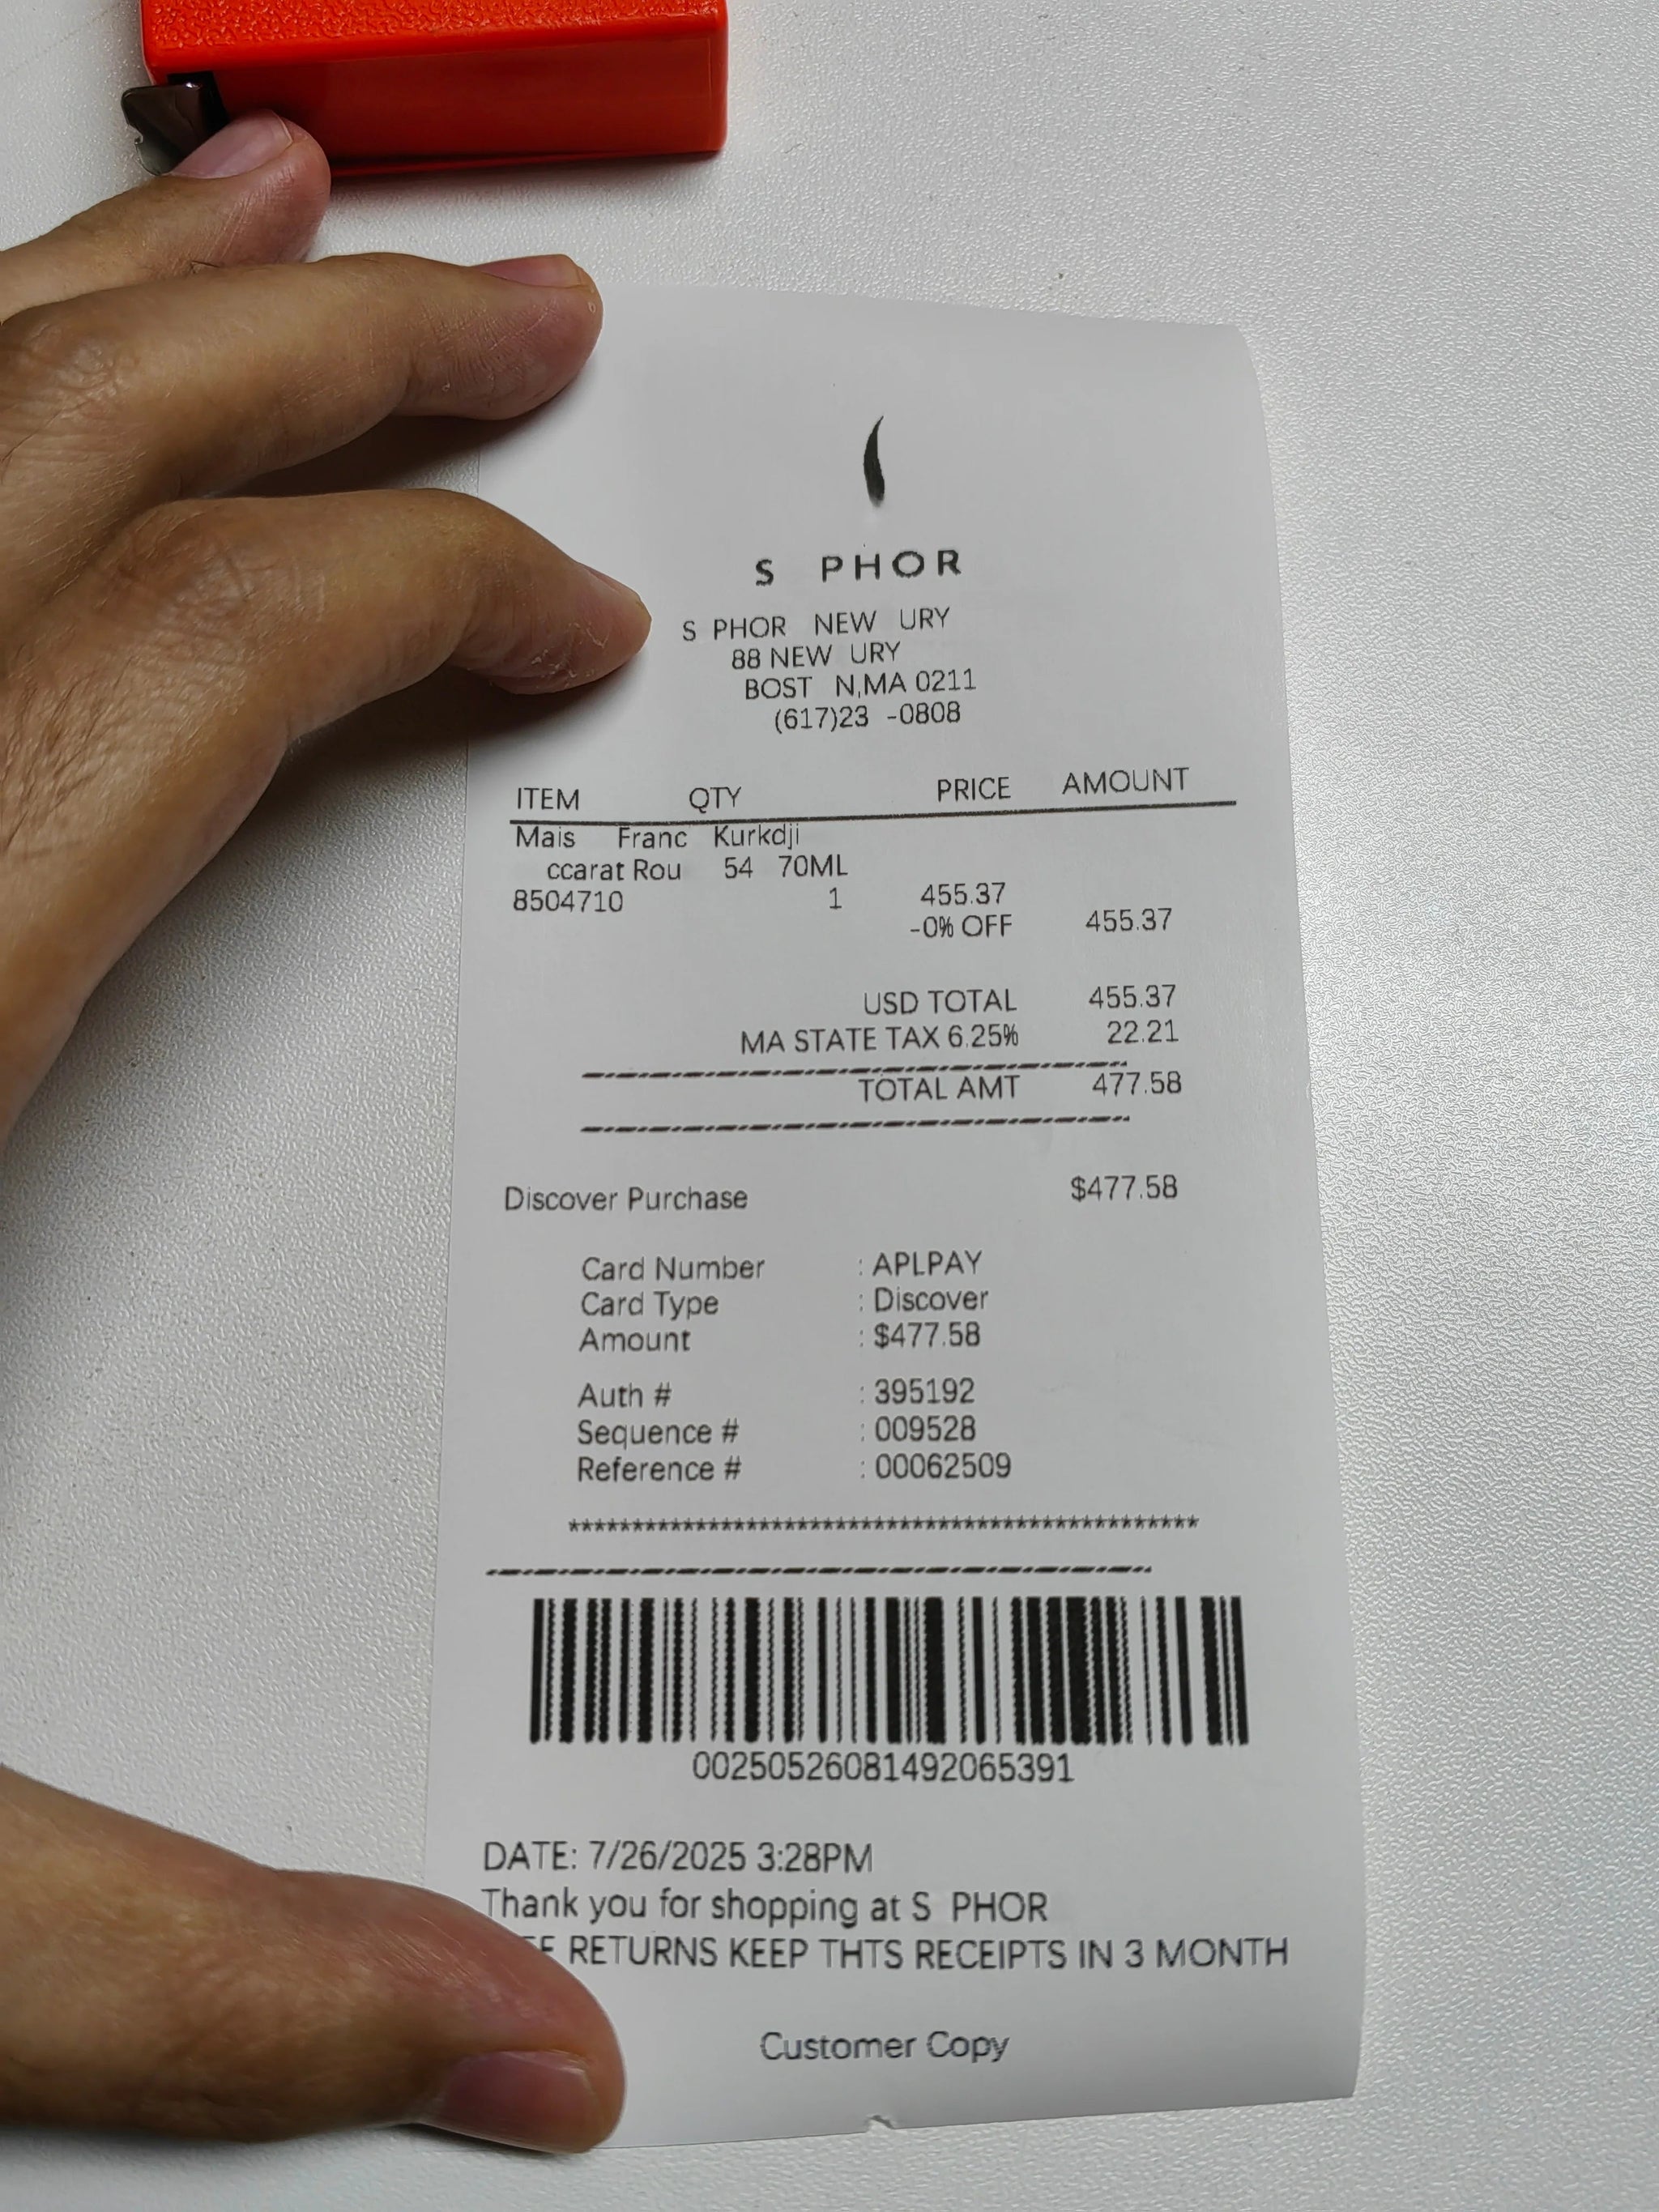 S PHOR
S PHOR NEW URY
88 NEW URY
BOST N,MA 0211
(617)23 -0808
ITEM QTY PRICE AMOUNT
Mais Franc Kurkdji
ccarat Rou 54 70ML
8504710 1 455.37
-0% OFF 455.37
USD TOTAL 455.37
MA STATE TAX 6.25% 22.21
TOTAL AMT 477.58
Discover Purchase $477.58
Card Number : APLPAY
Card Type : Discover
Amount : $477.58
Auth # : 395192
Sequence # : 009528
Reference # : 00062509
**************************************************
00250526081492065391
DATE: 7/26/2025 3:28PM
Thank you for shopping at S PHOR
RETURNS KEEP THTS RECEIPTS IN 3 MONTH
Customer Copy